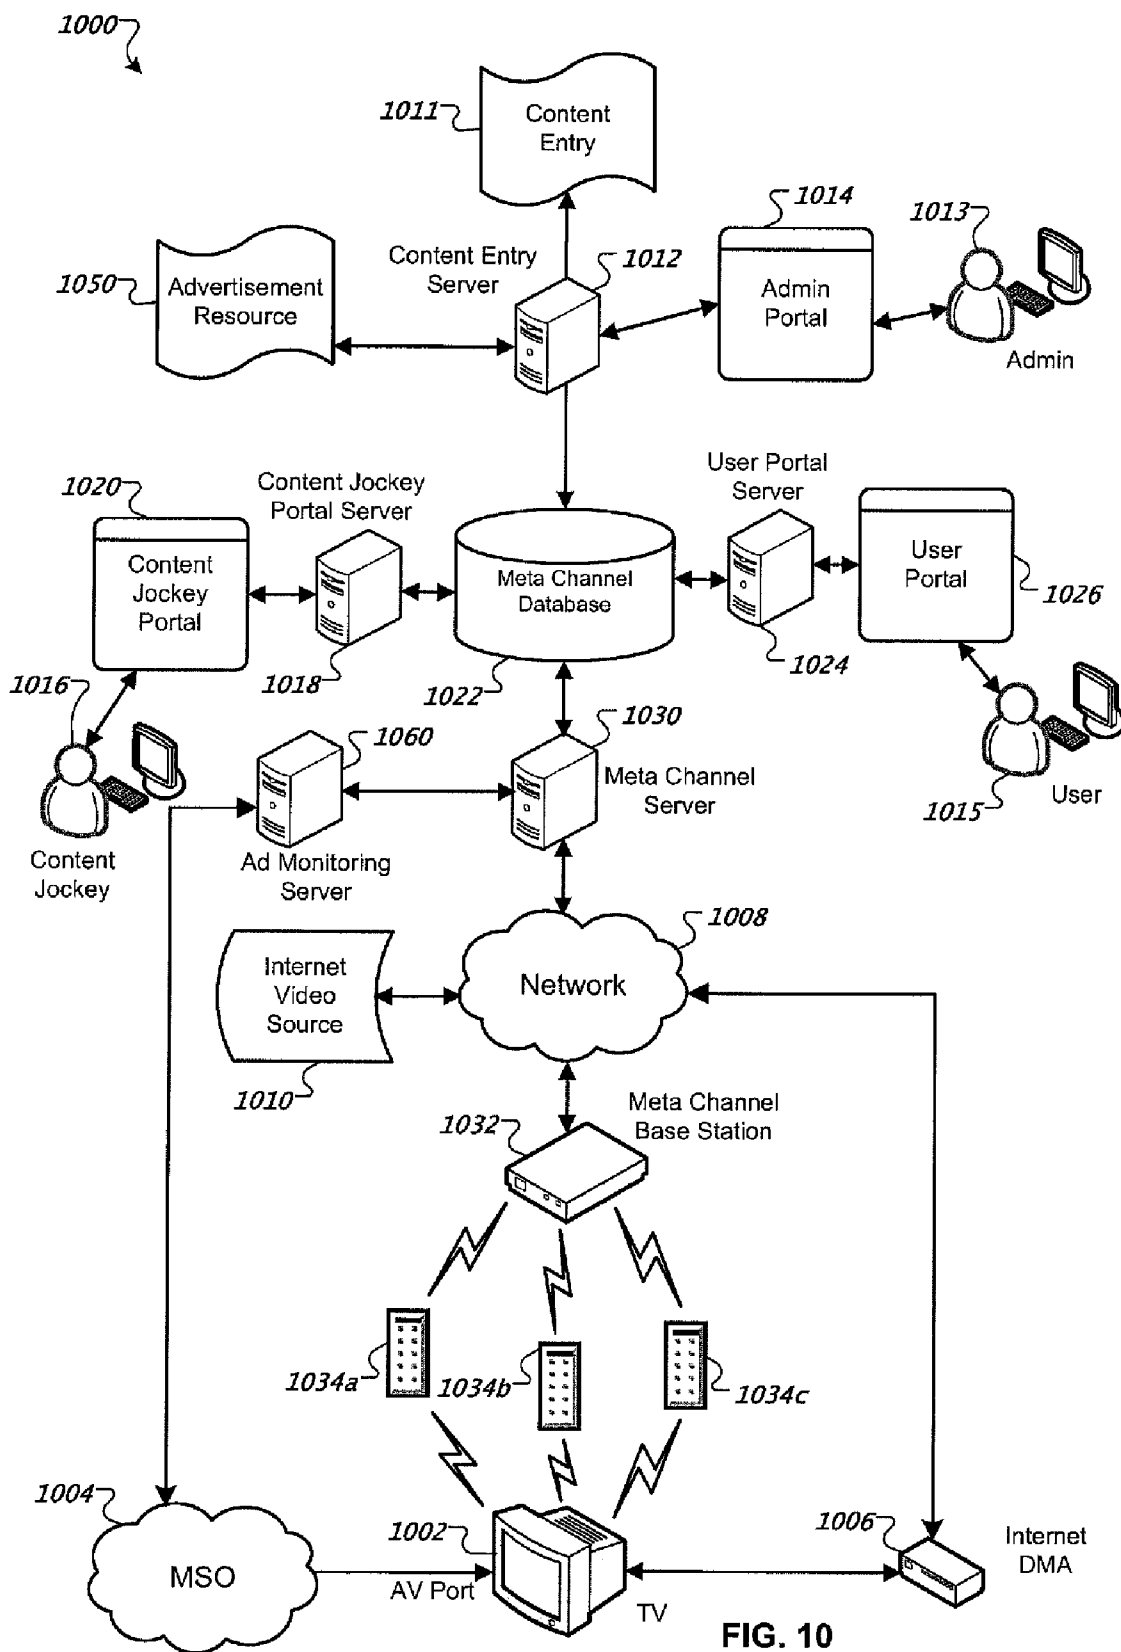 1000
1011
Content
Entry
1014
1013
1050
Advertisement
Resource
Content Entry
Server
1012
Admin
Portal
Admin
1020
Content Jockey
Portal Server
User Portal
Server
Content
Jockey
Portal
Meta Channel
Database
User
Portal
1026
1016
1018
1022
1024
1060
1030
Meta Channel
Server
1015
User
Content
Jockey
Ad Monitoring
Server
1008
Internet
Video
Source
Network
1010
1032
Meta Channel
Base Station
1034a
1034b
1034c
1004
1002
1006
Internet
DMA
MSO
AV Port
TV
FIG. 10